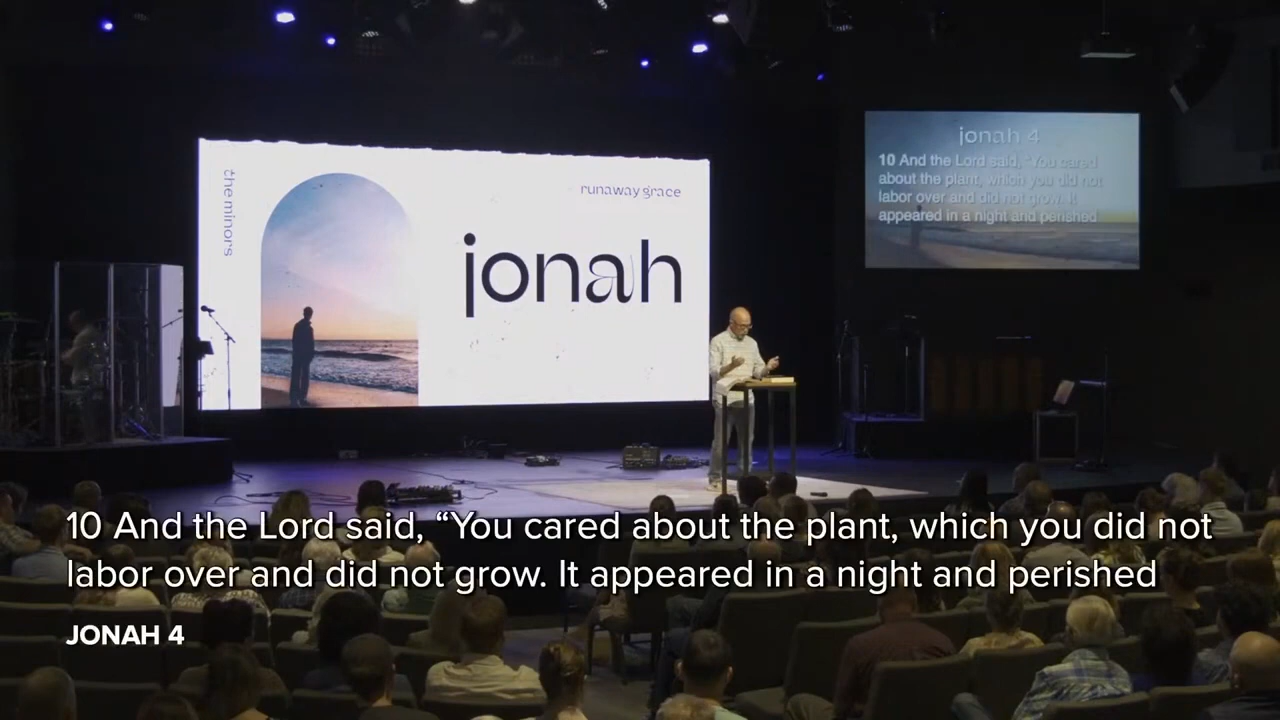 the minors
runaway grace
jonah
jonah 4
10 And the Lord said, “You cared
about the plant, which you did not
labor over and did not grow. It
appeared in a night and perished
10 And the Lord said, “You cared about the plant, which you did not
labor over and did not grow. It appeared in a night and perished
JONAH 4